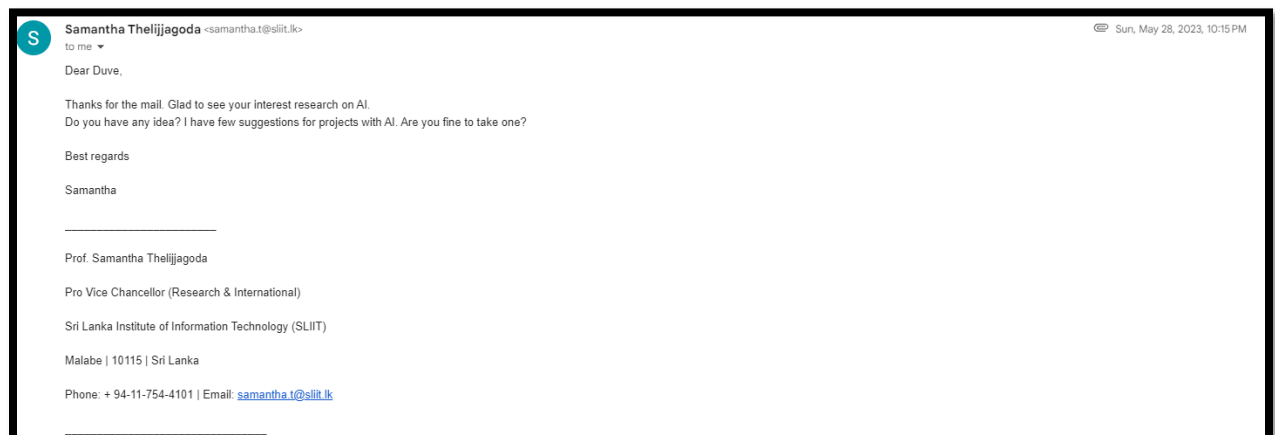 S
Samantha Thelijjagoda <samantha.t@sliit.lk>
Sun, May 28, 2023, 10:15 PM
to me
Dear Duve,
Thanks for the mail. Glad to see your interest research on AI.
Do you have any idea? I have few suggestions for projects with AI. Are you fine to take one?
Best regards
Samantha
_________________________
Prof. Samantha Thelijjagoda
Pro Vice Chancellor (Research & International)
Sri Lanka Institute of Information Technology (SLIIT)
Malabe | 10115 | Sri Lanka
Phone: + 94-11-754-4101 | Email: samantha.t@sliit.lk
_________________________________